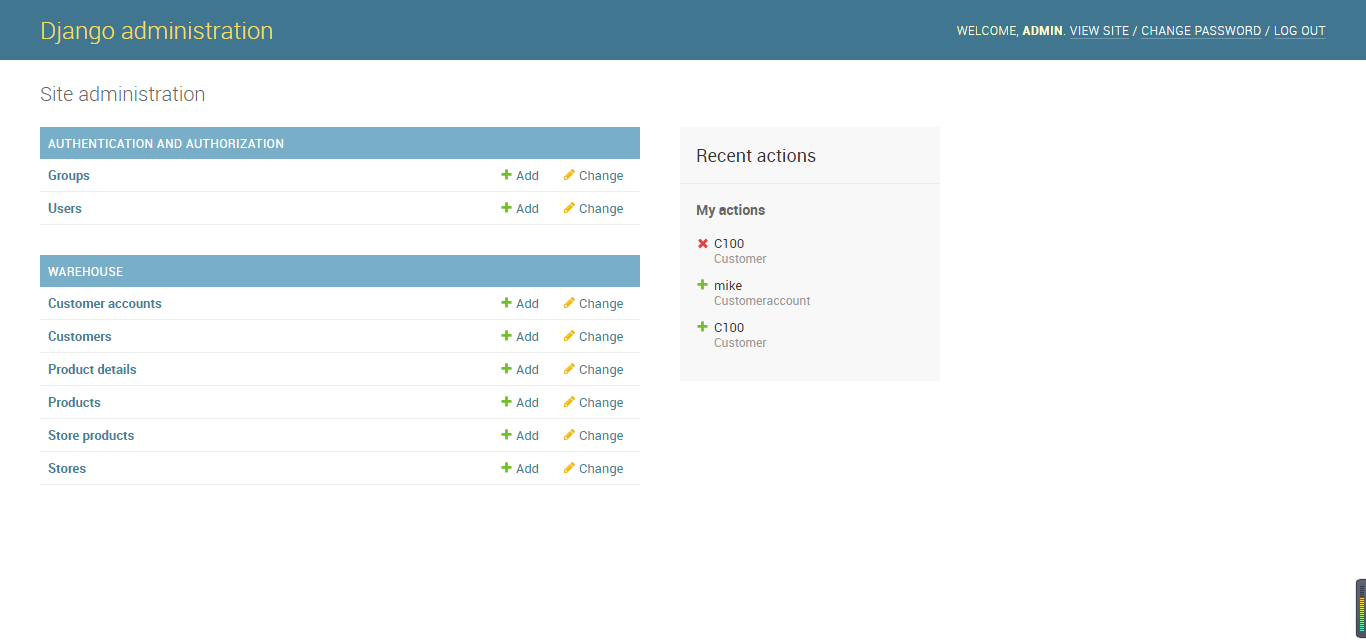 Django administration
WELCOME, ADMIN. VIEW SITE / CHANGE PASSWORD / LOG OUT
Site administration
AUTHENTICATION AND AUTHORIZATION
Groups Add Change
Users Add Change
WAREHOUSE
Customer accounts Add Change
Customers Add Change
Product details Add Change
Products Add Change
Store products Add Change
Stores Add Change
Recent actions
My actions
C100
Customer
mike
Customeraccount
C100
Customer